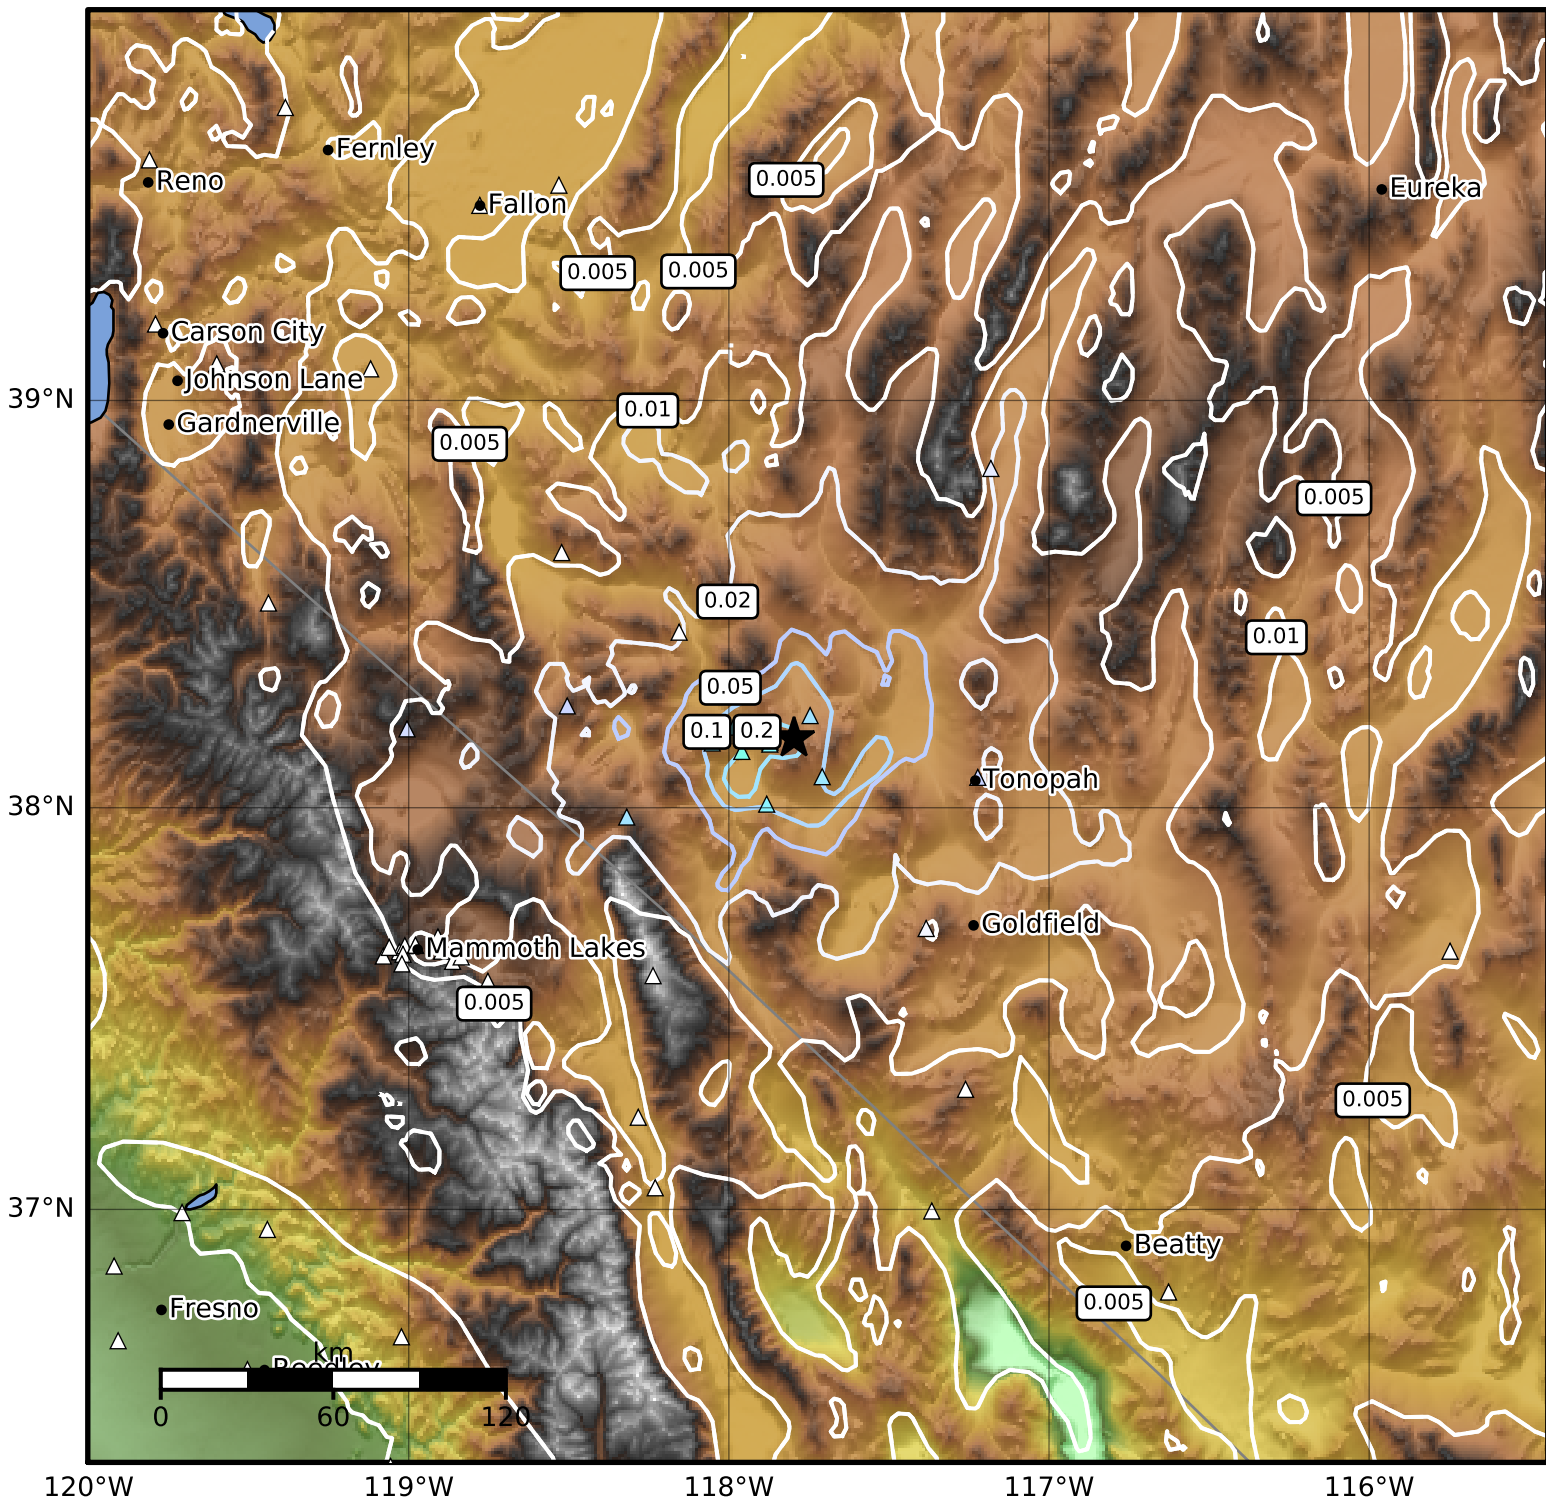 Fernley
Reno
0.005
Eureka
Fallon
0.005
0.005
Carson City
Johnson Lane
39°N
0.01
Gardnerville
0.005
0.005
0.02
0.01
0.05
0.1
0.2
Tonopah
38°N
Goldfield
Mammoth Lakes
0.005
0.005
37°N
Beatty
0.005
Fresno
km
Reedley
0
60
120
120°W
119°W
118°W
117°W
116°W